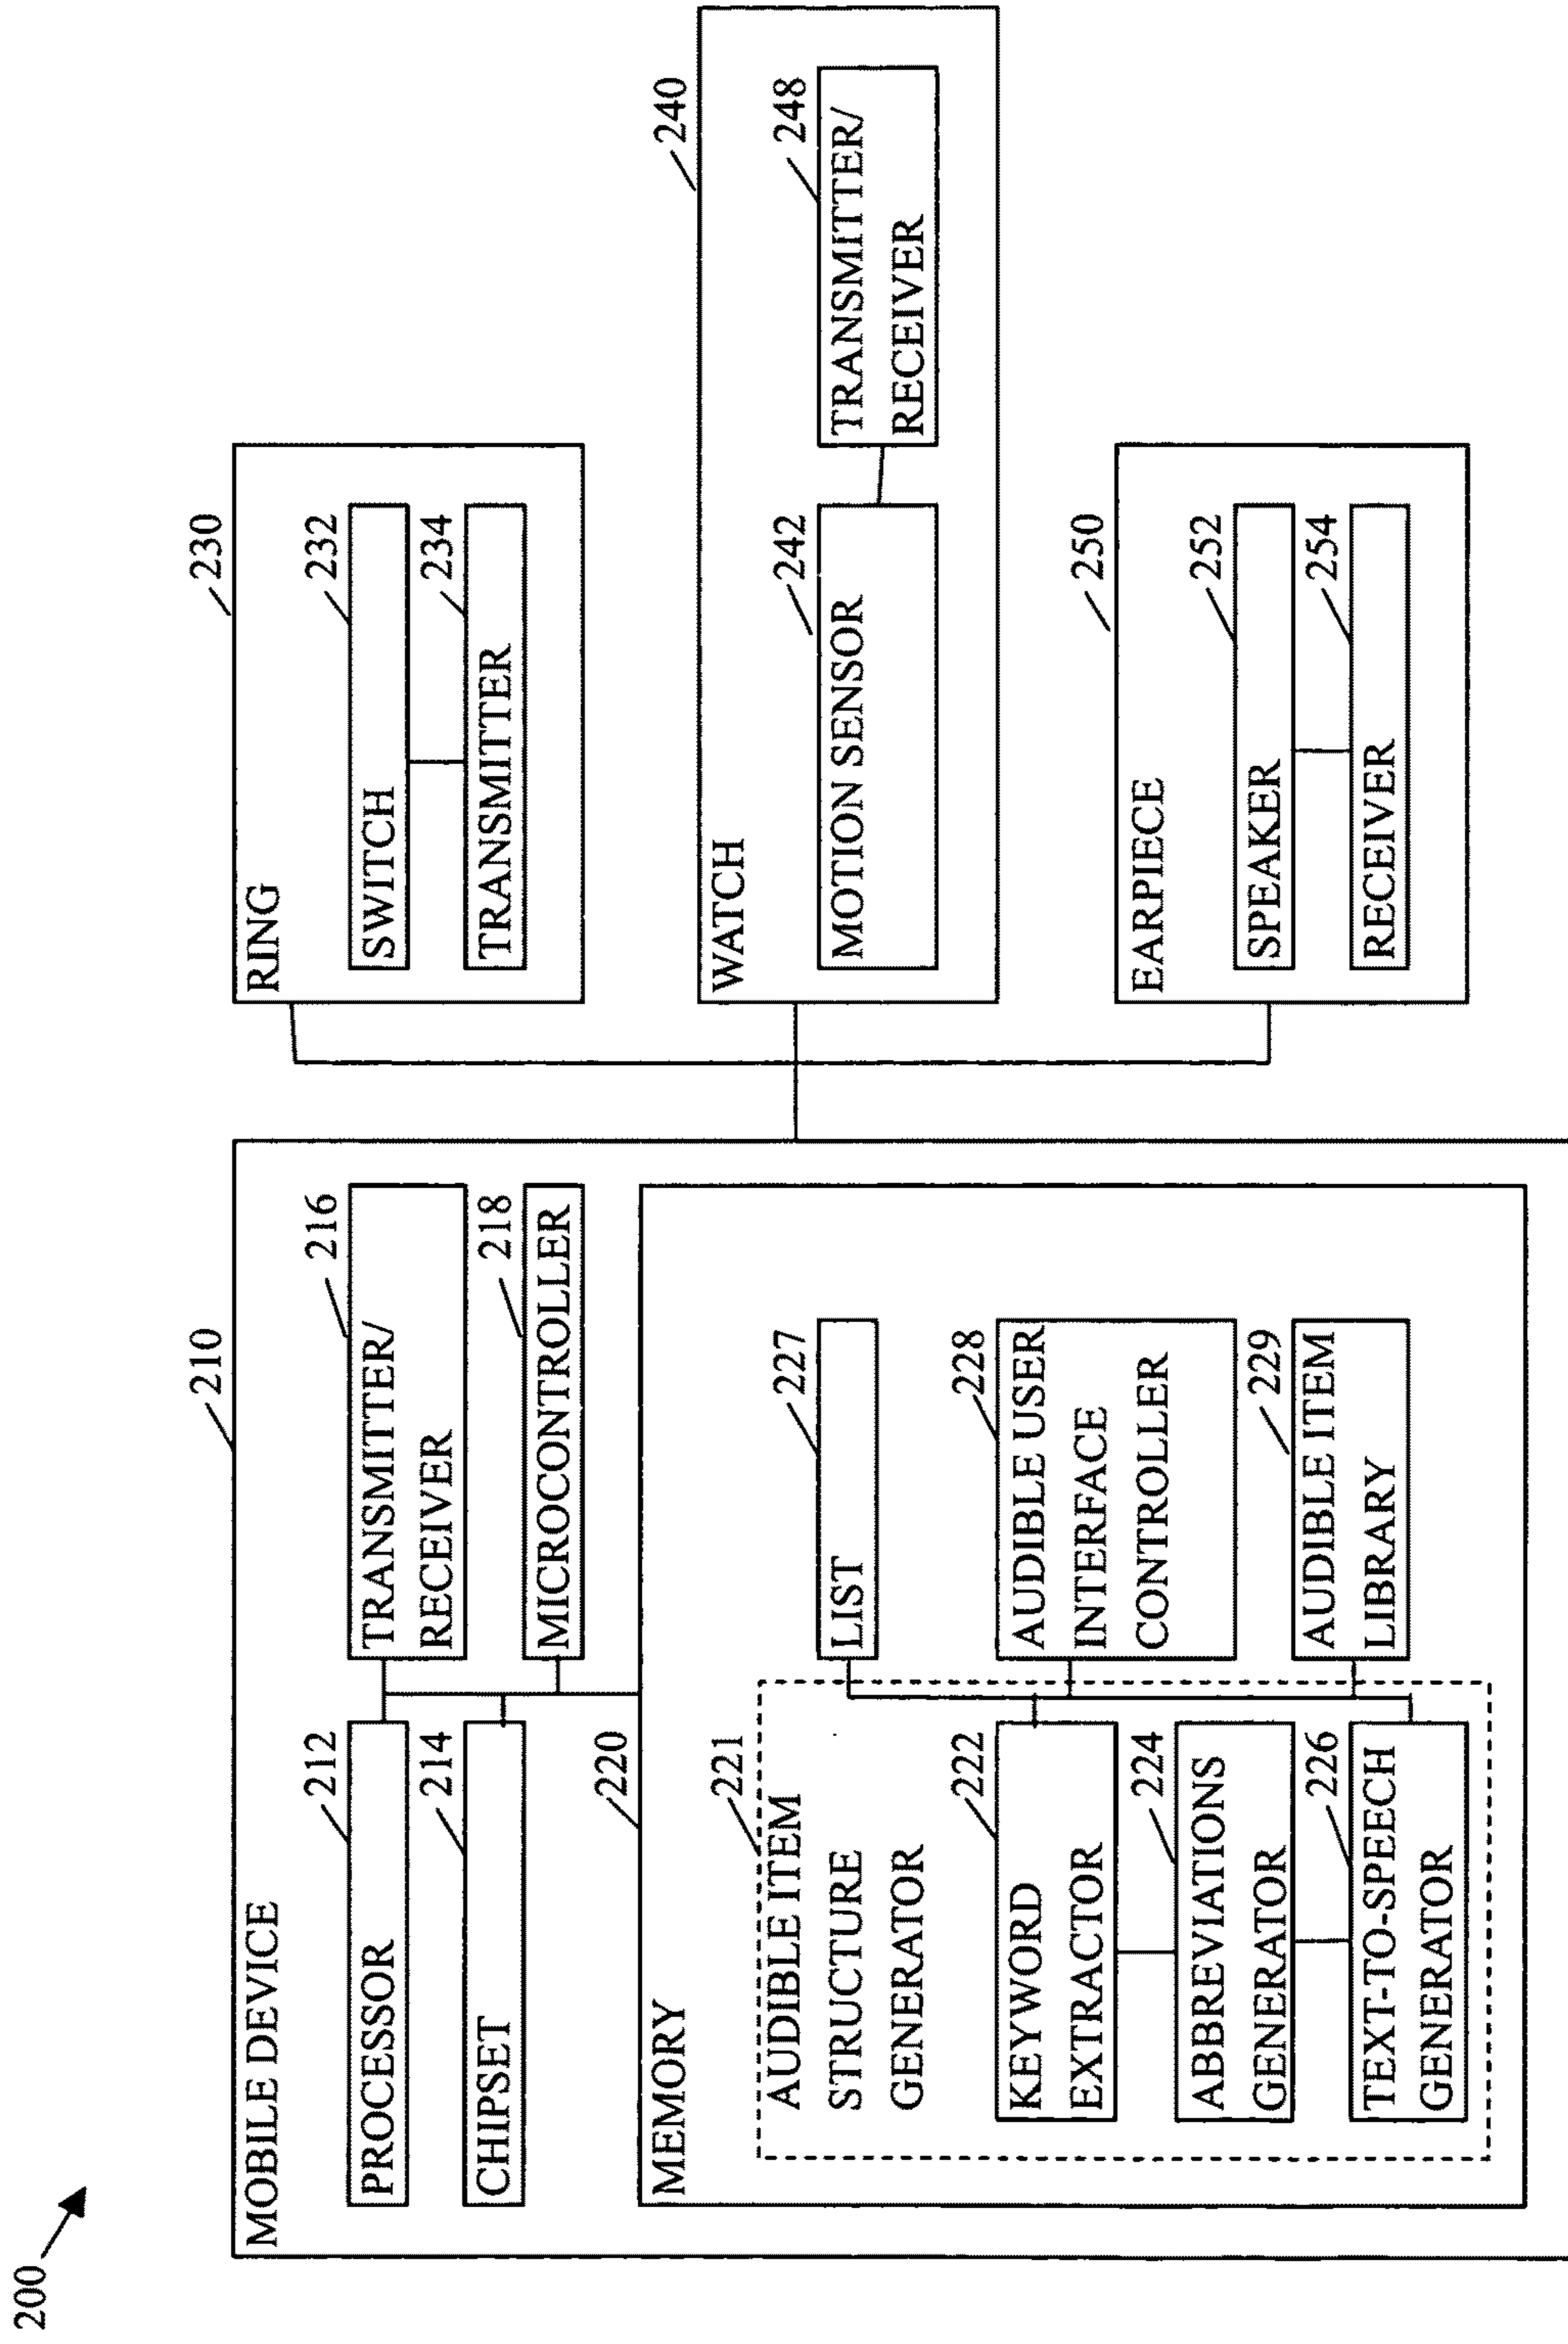 200
210
MOBILE DEVICE
212
PROCESSOR
214
CHIPSET
216
TRANSMITTER/
RECEIVER
218
MICROCONTROLLER
220
MEMORY
221
AUDIBLE ITEM
STRUCTURE
GENERATOR
222
KEYWORD
EXTRACTOR
224
ABBREVIATIONS
GENERATOR
226
TEXT-TO-SPEECH
GENERATOR
227
LIST
228
AUDIBLE USER
INTERFACE
CONTROLLER
229
AUDIBLE ITEM
LIBRARY
230
RING
232
SWITCH
234
TRANSMITTER
240
WATCH
242
MOTION SENSOR
248
TRANSMITTER/
RECEIVER
250
EARPIECE
252
SPEAKER
254
RECEIVER